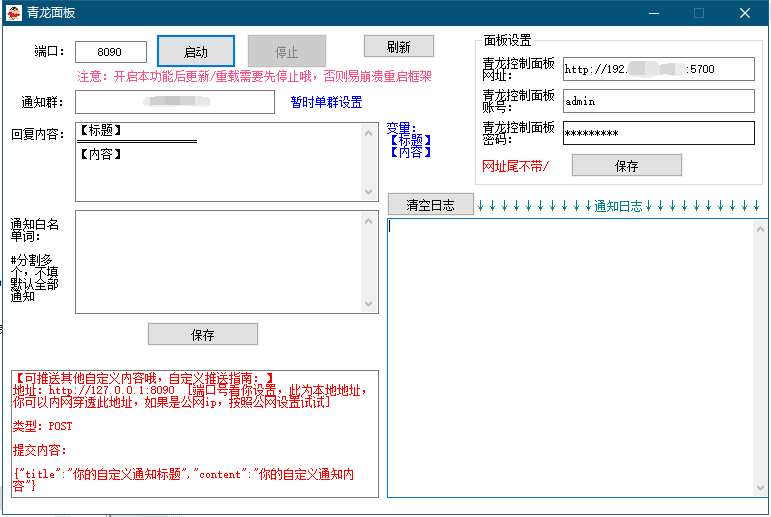 青龙面板
端口:
8090
启动
停止
刷新
注意: 开启本功能后更新/重载需要先停止哦, 否则易崩溃重启框架
通知群:
暂时单群设置
回复内容:
【标题】
══════════
【内容】
变量:
【标题】
【内容】
通知白名
单词:
#分割多
个, 不填
默认全部
通知
保存
【可推送其他自定义内容哦, 自定义推送指南: 】
地址: http://127.0.0.1:8090 [端口号看你设置, 此为本地地址,
你可以内网穿透此地址, 如果是公网ip, 按照公网设置试试]
类型: POST
提交内容:
{"title":"你的自定义通知标题","content":"你的自定义通知内
容"}
面板设置
青龙控制面板
网址:
http://192.
:5700
青龙控制面板
账号:
admin
青龙控制面板
密码:
*********
网址尾不带/
保存
清空日志
↓↓↓↓↓↓↓↓↓↓通知日志↓↓↓↓↓↓↓↓↓↓